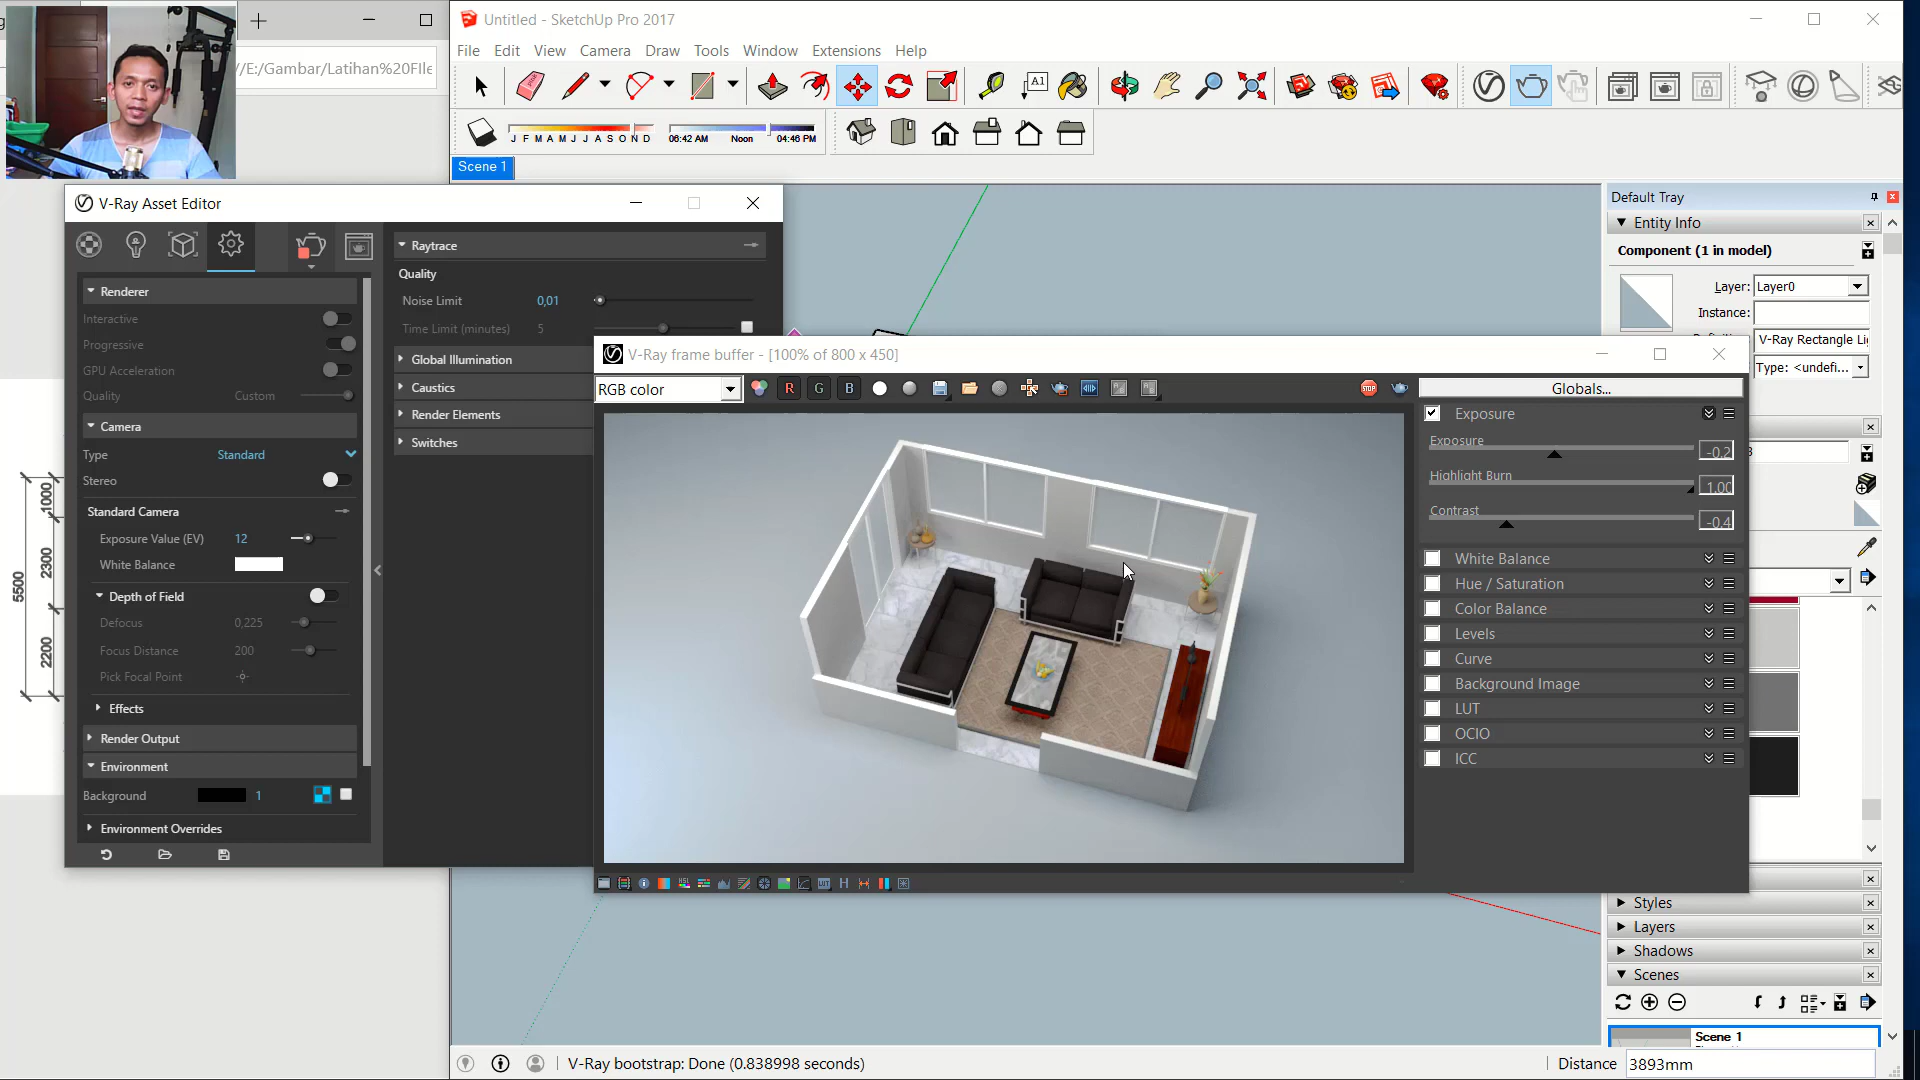 //E:/Gambar/Latihan%20FIle
Untitled - SketchUp Pro 2017
File Edit View Camera Draw Tools Window Extensions Help
A1
J F M A M J J A S O N D
06:42 AM Noon 04:46 PM
Scene 1
V-Ray Asset Editor
Renderer
Interactive
Progressive
GPU Acceleration
Quality Custom
Camera
Type Standard
Stereo
Standard Camera
Exposure Value (EV) 12
White Balance
Depth of Field
Defocus 0,225
Focus Distance 200
Pick Focal Point
Effects
Render Output
Environment
Background 1
Environment Overrides
Raytrace
Quality
Noise Limit 0,01
Time Limit (minutes) 5
Global Illumination
Caustics
Render Elements
Switches
1000
2300
5500
2200
V-Ray frame buffer - [100% of 800 x 450]
RGB color
R G B
STOP
Globals...
Exposure
Exposure -0.2
Highlight Burn 1.00
Contrast -0.4
White Balance
Hue / Saturation
Color Balance
Levels
Curve
Background Image
LUT
OCIO
ICC
Default Tray
Entity Info
Component (1 in model)
Layer: Layer0
Instance:
V-Ray Rectangle Li
Type: <undefi...
Styles
Layers
Shadows
Scenes
Scene 1
V-Ray bootstrap: Done (0.838998 seconds)
Distance 3893mm